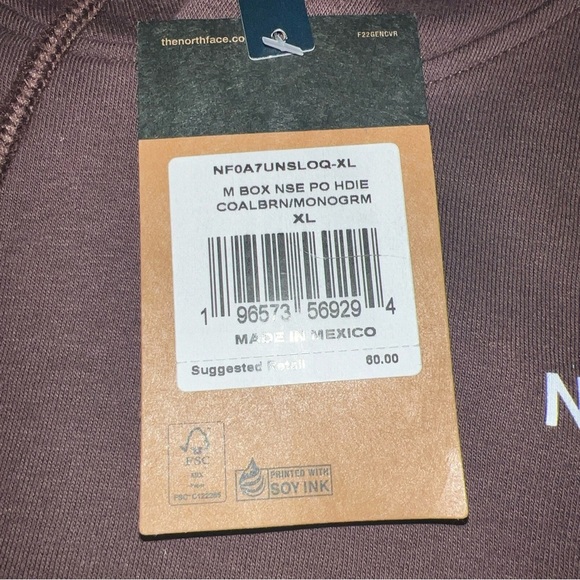 thenorthface.co
F22GENCVR
NF0A7UNSLOQ-XL
M BOX NSE PO HDIE
COALBRN/MONOGRM
XL
1 96573 56929 4
MADE IN MEXICO
Suggested Retail 60.00
FSC
PRINTED WITH
SOY INK
N